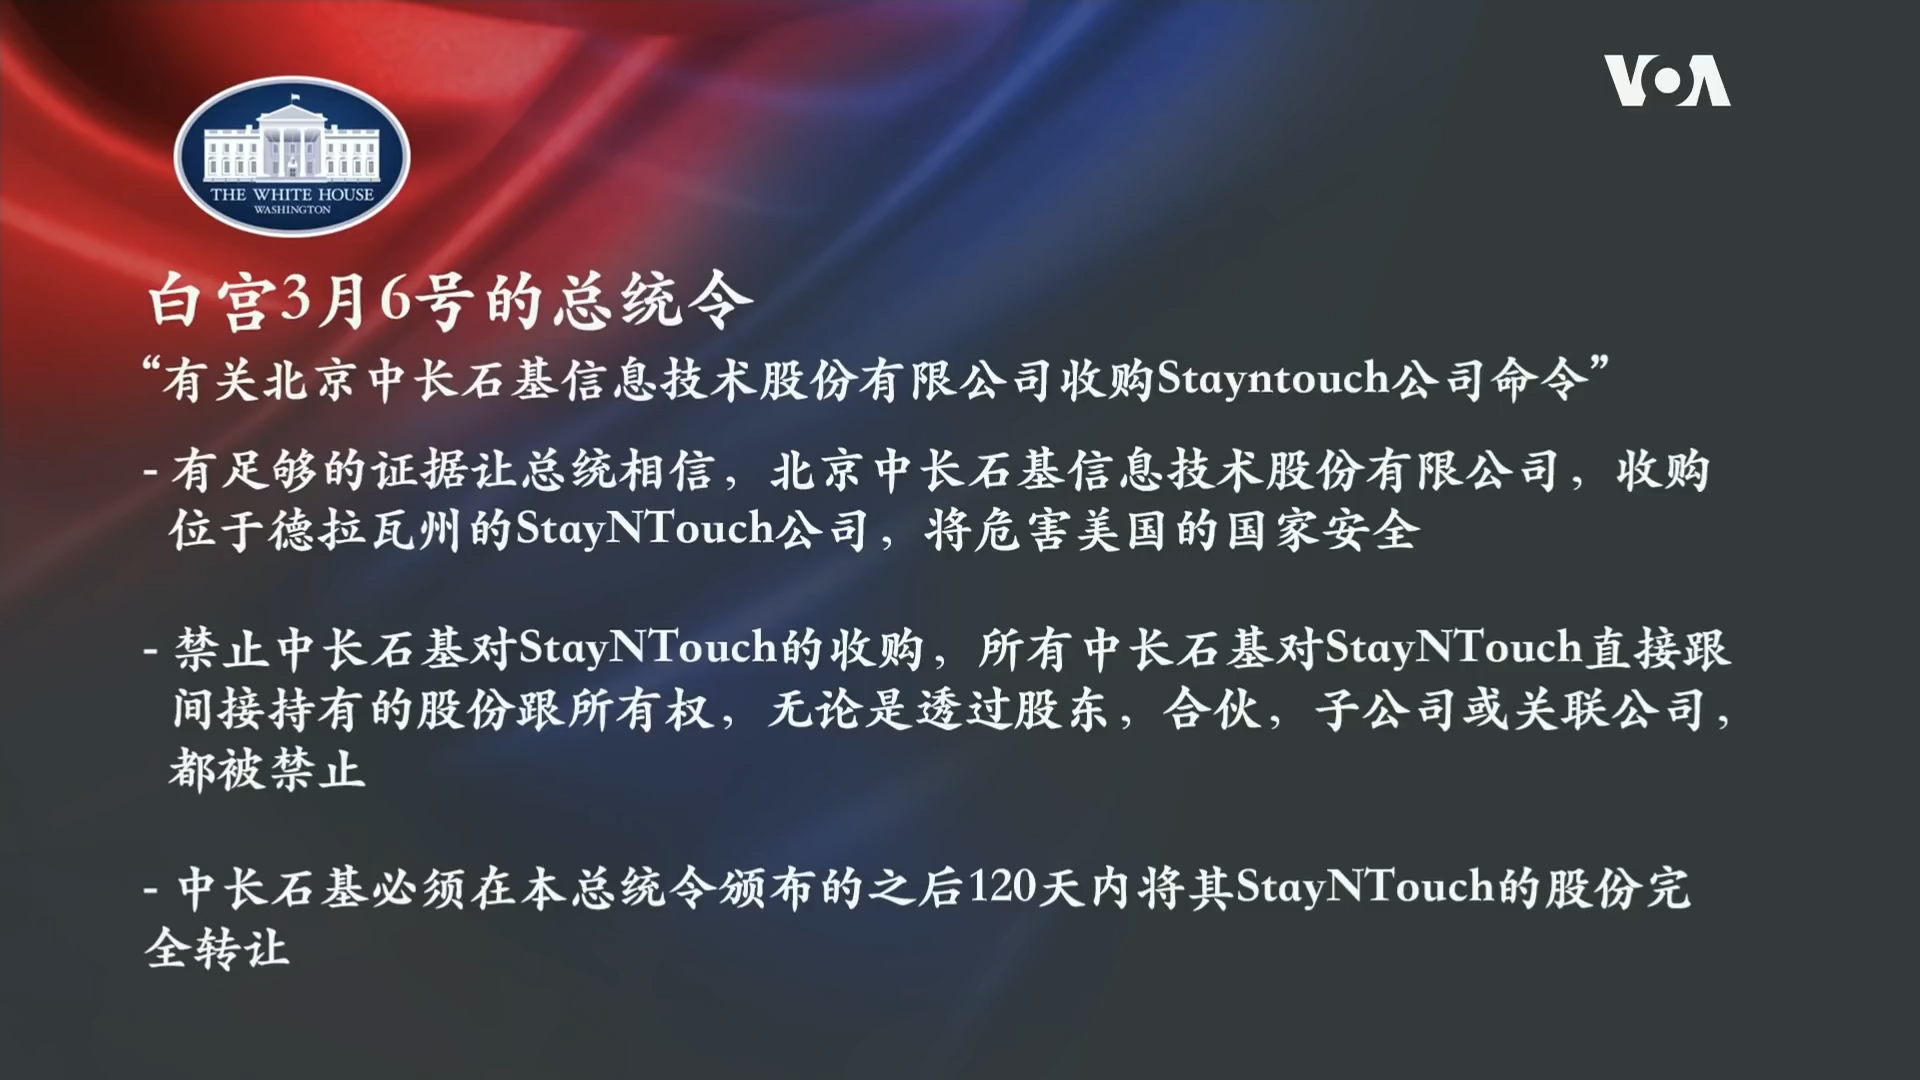 VOA
THE WHITE HOUSE
WASHINGTON
白宫3月6号的总统令
“有关北京中长石基信息技术股份有限公司收购Stayntouch公司命令”
- 有足够的证据让总统相信，北京中长石基信息技术股份有限公司，收购
位于德拉瓦州的StayNTouch公司，将危害美国的国家安全
- 禁止中长石基对StayNTouch的收购，所有中长石基对StayNTouch直接跟
间接持有的股份跟所有权，无论是透过股东，合伙，子公司或关联公司，
都被禁止
- 中长石基必须在本总统令颁布的之后120天内将其StayNTouch的股份完
全转让